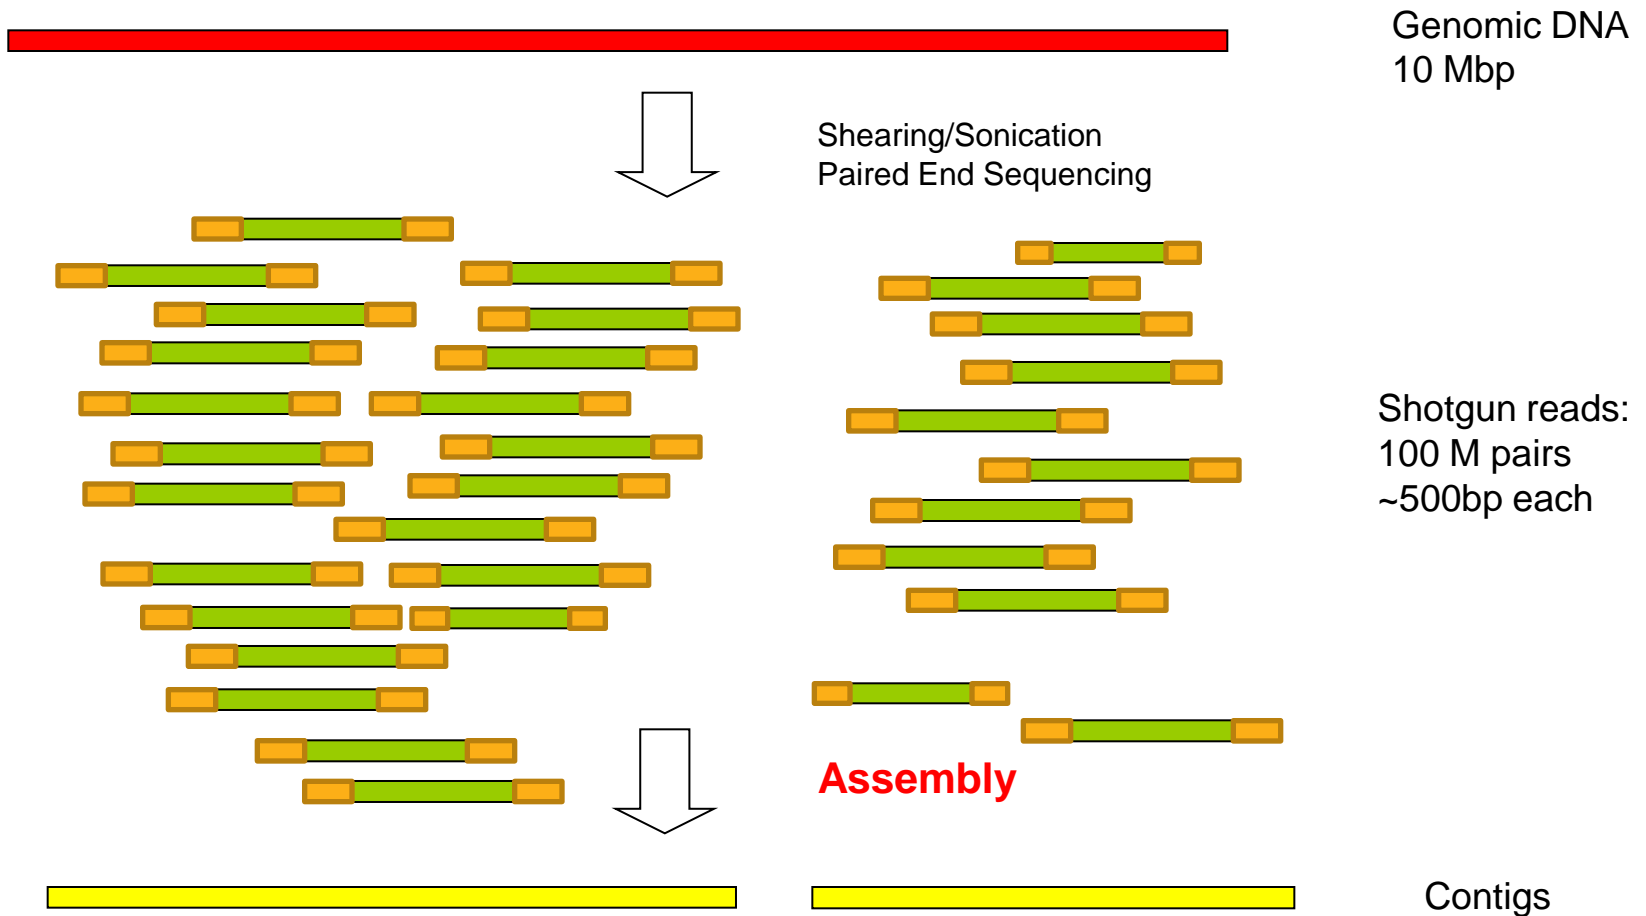 Genomic DNA
10 Mbp
Shearing/Sonication
Paired End Sequencing
Shotgun reads:
100 M pairs
~500bp each
Assembly
Contigs